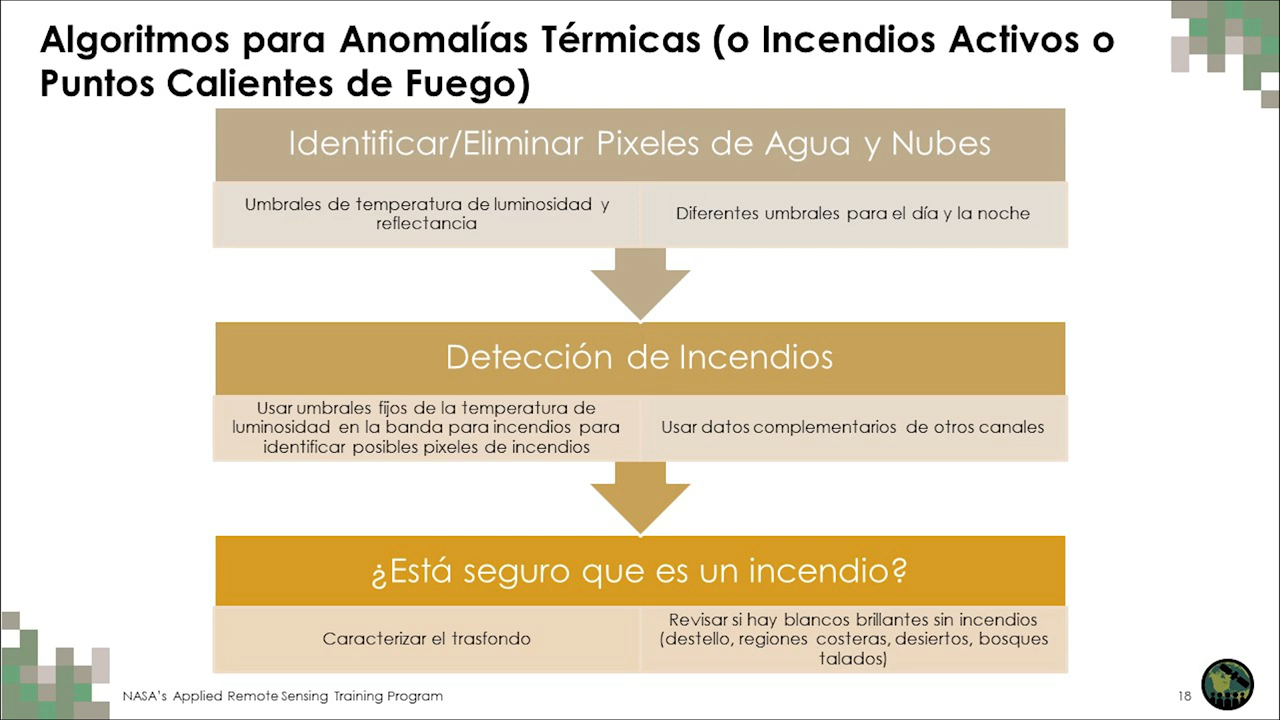 Algoritmos para Anomalías Térmicas (o Incendios Activos o
Puntos Calientes de Fuego)
Identificar/Eliminar Pixeles de Agua y Nubes
Umbrales de temperatura de luminosidad y
reflectancia
Diferentes umbrales para el día y la noche
Detección de Incendios
Usar umbrales fijos de la temperatura de
luminosidad en la banda para incendios para
identificar posibles pixeles de incendios
Usar datos complementarios de otros canales
¿Está seguro que es un incendio?
Caracterizar el trasfondo
Revisar si hay blancos brillantes sin incendios
(destello, regiones costeras, desiertos, bosques
talados)
NASA's Applied Remote Sensing Training Program
18